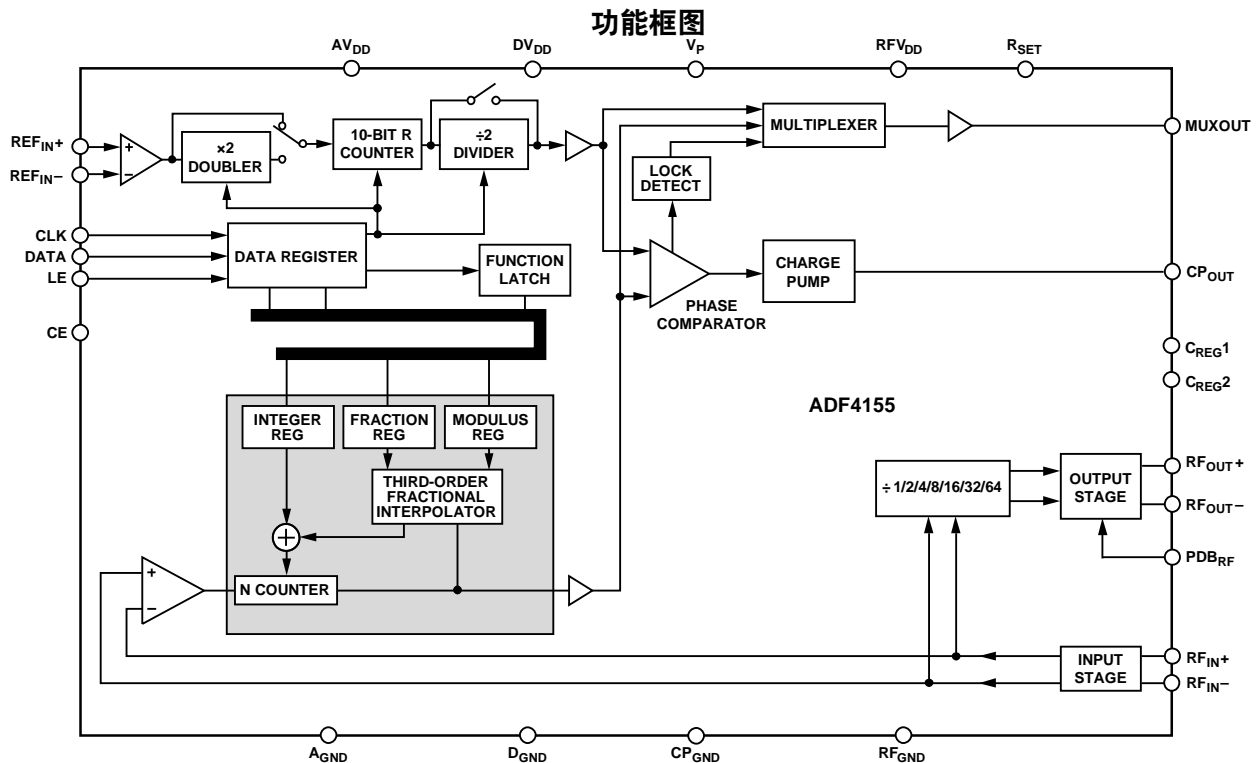 功能框图
AVDD
DVDD
VP
RFVDD
RSET
REFIN+
REFIN−
+
−
×2
DOUBLER
10-BIT R
COUNTER
÷2
DIVIDER
MULTIPLEXER
MUXOUT
LOCK
DETECT
CLK
DATA
LE
DATA REGISTER
FUNCTION
LATCH
CHARGE
PUMP
CPOUT
PHASE
COMPARATOR
CE
CREG1
CREG2
ADF4155
INTEGER
REG
FRACTION
REG
MODULUS
REG
THIRD-ORDER
FRACTIONAL
INTERPOLATOR
+
÷ 1/2/4/8/16/32/64
OUTPUT
STAGE
RFOUT+
RFOUT−
PDBRF
+
−
N COUNTER
INPUT
STAGE
RFIN+
RFIN−
AGND
DGND
CPGND
RFGND